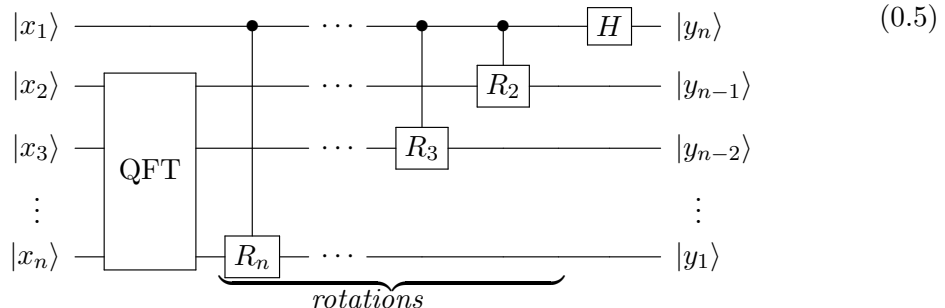 |x₁⟩ ··· H |yₙ⟩ (0.5)
|x₂⟩ ··· R₂ |yₙ₋₁⟩
|x₃⟩ QFT ··· R₃ |yₙ₋₂⟩
⋮ ⋮
|xₙ⟩ Rₙ ··· |y₁⟩
rotations